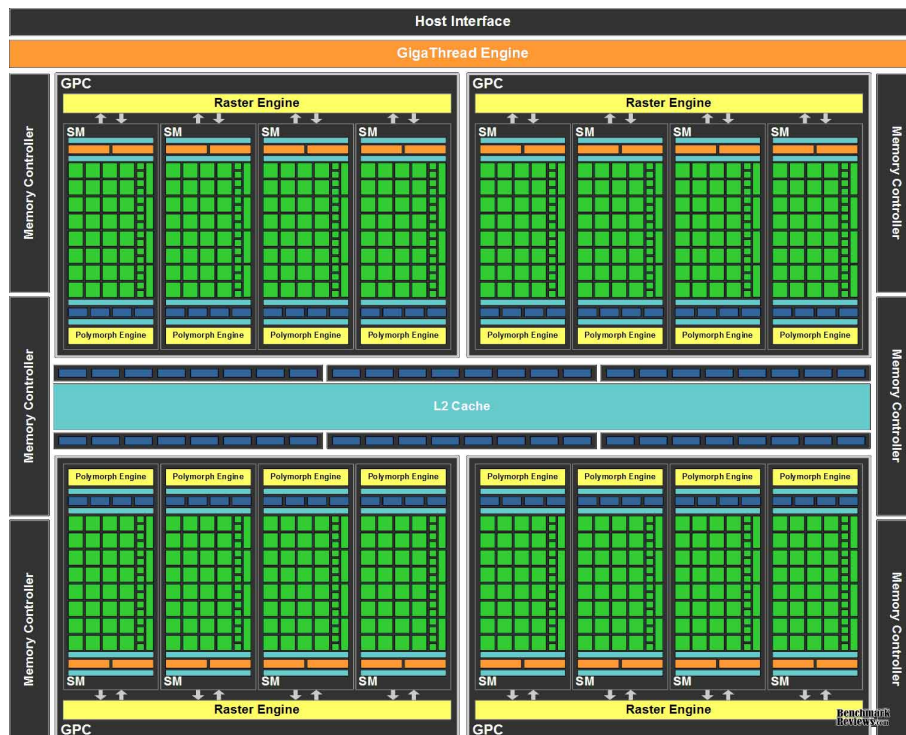 Host Interface
GigaThread Engine
Memory Controller
Memory Controller
Memory Controller
GPC
Raster Engine
SM
SM
SM
SM
Polymorph Engine
Polymorph Engine
Polymorph Engine
Polymorph Engine
GPC
Raster Engine
SM
SM
SM
SM
Polymorph Engine
Polymorph Engine
Polymorph Engine
Polymorph Engine
L2 Cache
Polymorph Engine
Polymorph Engine
Polymorph Engine
Polymorph Engine
SM
SM
SM
SM
Raster Engine
GPC
Polymorph Engine
Polymorph Engine
Polymorph Engine
Polymorph Engine
SM
SM
SM
SM
Raster Engine
GPC
Memory Controller
Memory Controller
Memory Controller
Benchmark
Reviews.com